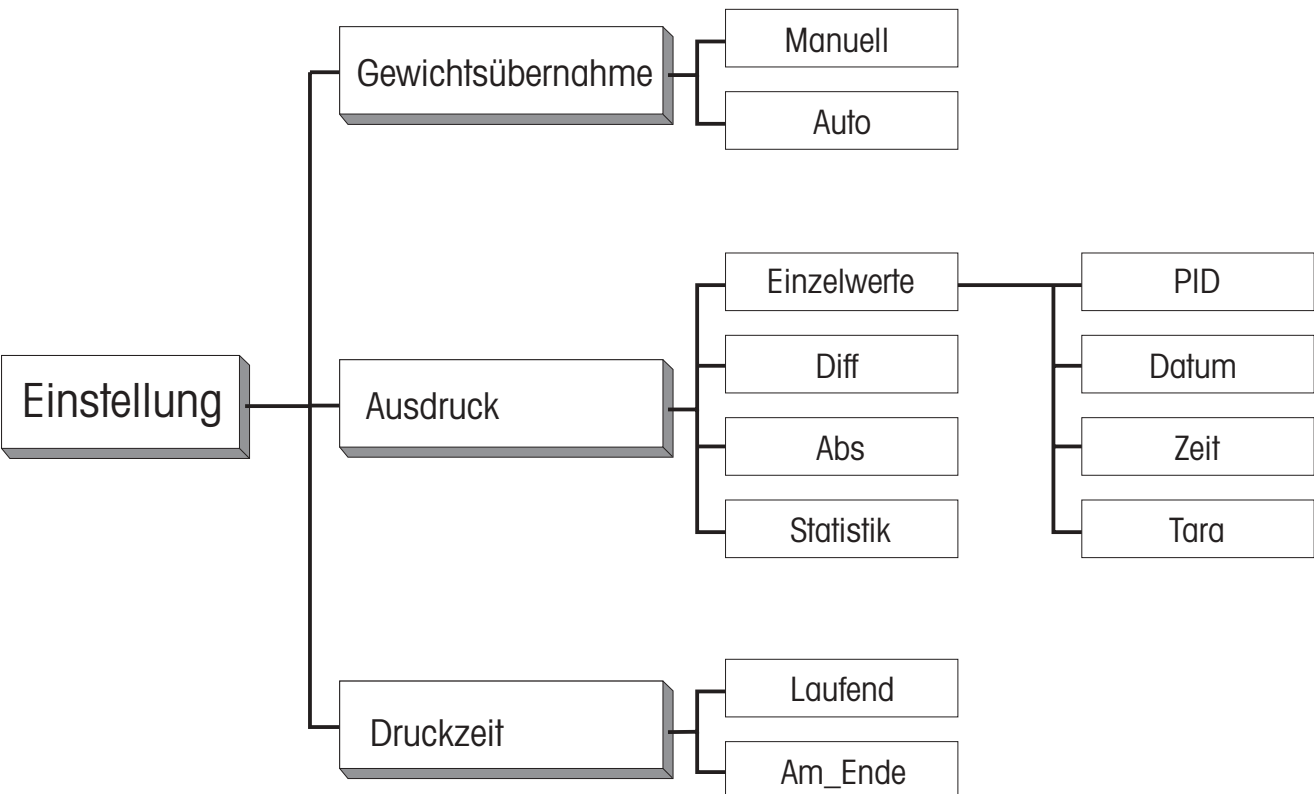 Einstellung
Gewichtsübernahme
Manuell
Auto
Ausdruck
Einzelwerte
Diff
Abs
Statistik
PID
Datum
Zeit
Tara
Druckzeit
Laufend
Am_Ende